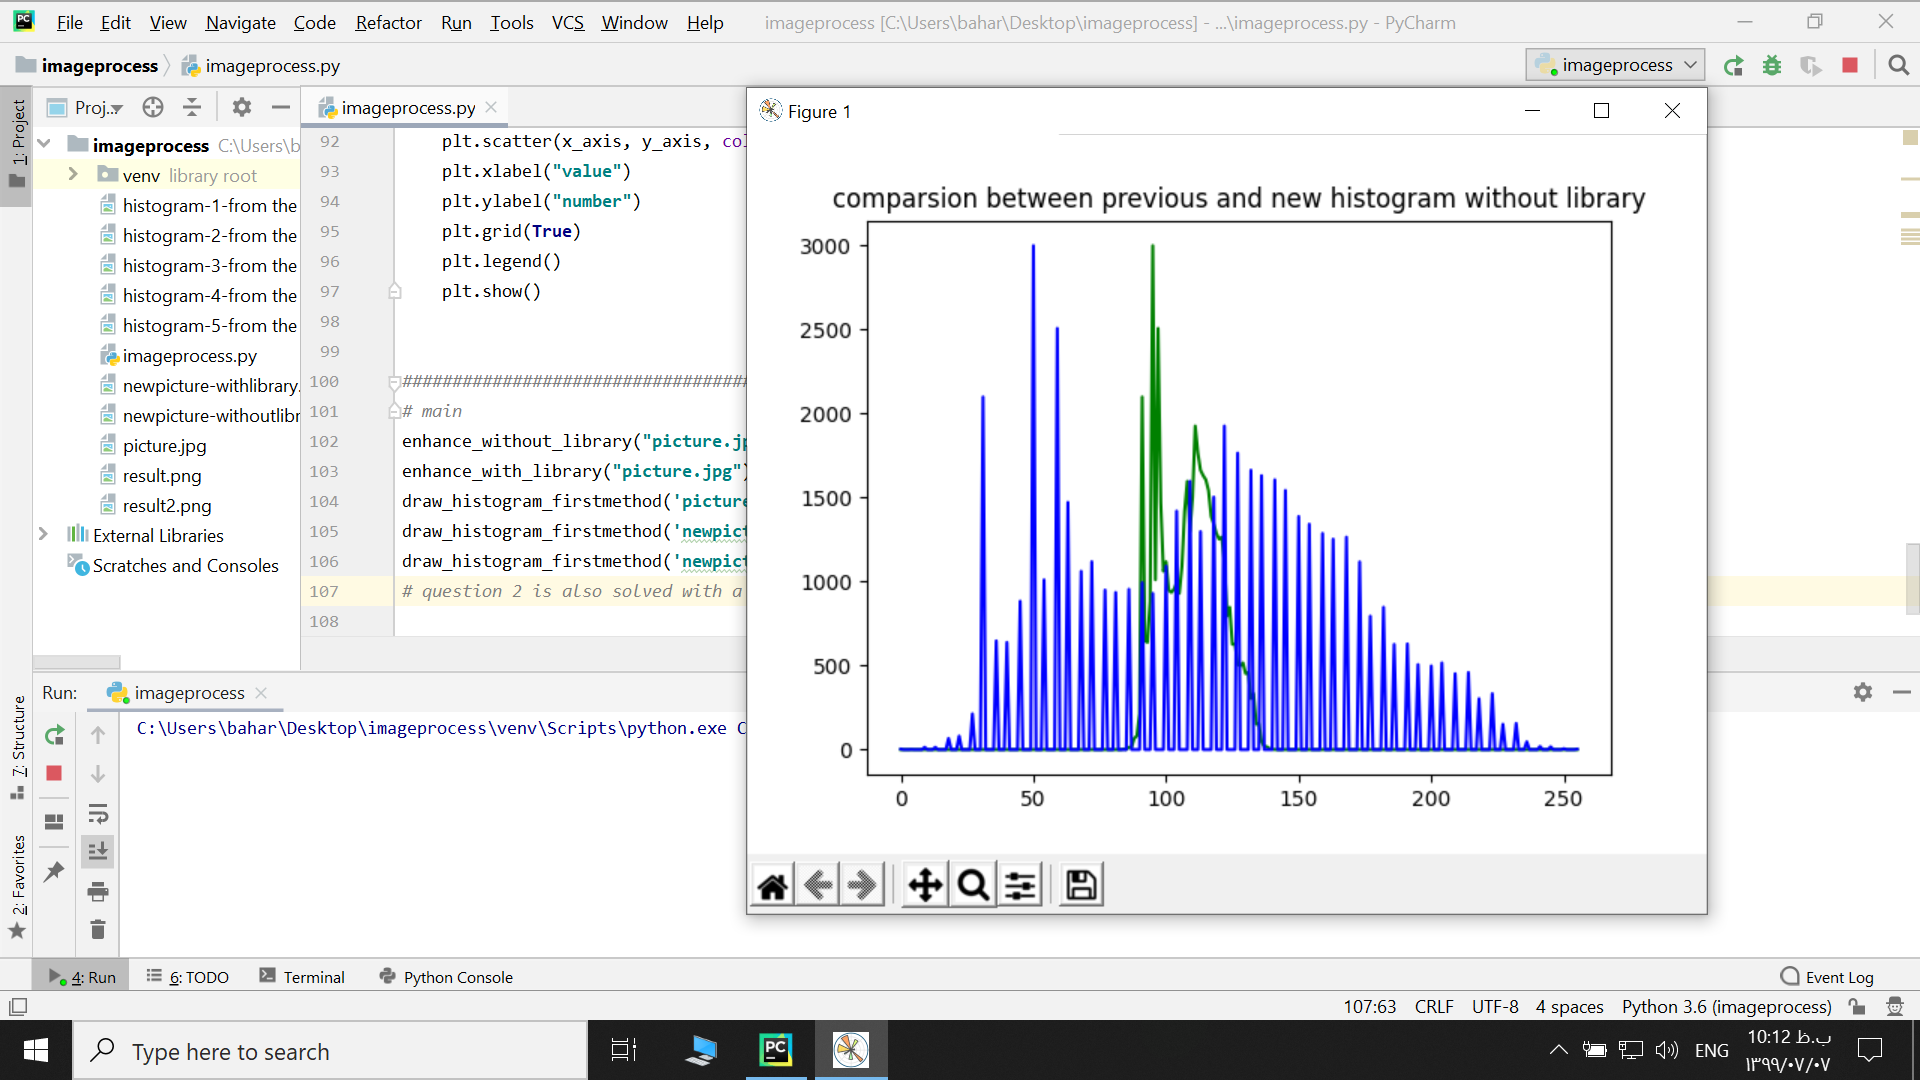 File Edit View Navigate Code Refactor Run Tools VCS Window Help imageprocess [C:\Users\bahar\Desktop\imageprocess] - ...\imageprocess.py - PyCharm
imageprocess imageprocess.py imageprocess
1: Project
Proj...
imageprocess.py
imageprocess C:\Users\b
venv library root
histogram-1-from the
histogram-2-from the
histogram-3-from the
histogram-4-from the
histogram-5-from the
imageprocess.py
newpicture-withlibrary.
newpicture-withoutlibr
picture.jpg
result.png
result2.png
External Libraries
Scratches and Consoles
92 plt.scatter(x_axis, y_axis, col
93 plt.xlabel("value")
94 plt.ylabel("number")
95 plt.grid(True)
96 plt.legend()
97 plt.show()
98
99
100 ###################################
101 # main
102 enhance_without_library("picture.jp
103 enhance_with_library("picture.jpg")
104 draw_histogram_firstmethod('picture
105 draw_histogram_firstmethod('newpict
106 draw_histogram_firstmethod('newpict
107 # question 2 is also solved with a
108
Figure 1
comparsion between previous and new histogram without library
3000
2500
2000
1500
1000
500
0
0 50 100 150 200 250
Run: imageprocess
C:\Users\bahar\Desktop\imageprocess\venv\Scripts\python.exe C
7: Structure
2: Favorites
4: Run 6: TODO Terminal Python Console Event Log
107:63 CRLF UTF-8 4 spaces Python 3.6 (imageprocess)
Type here to search
PC
ENG
10:12 ب.ظ
۱۳۹۹/۰۷/۰۷